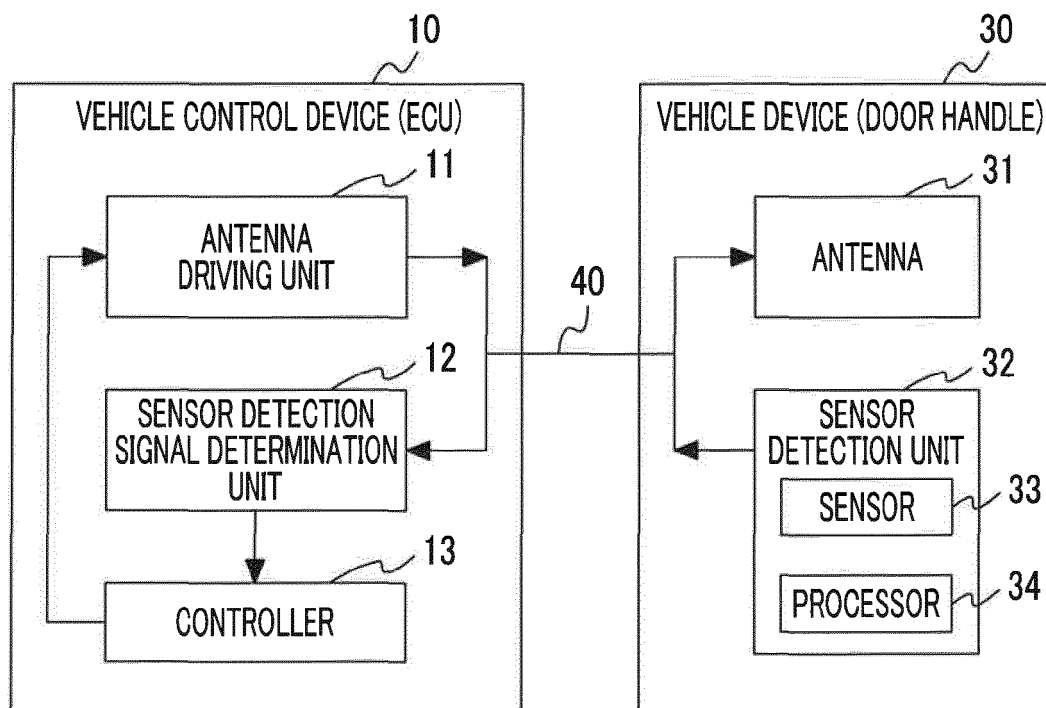 10
30
VEHICLE CONTROL DEVICE (ECU)
VEHICLE DEVICE (DOOR HANDLE)
11
ANTENNA
DRIVING UNIT
31
ANTENNA
40
12
SENSOR DETECTION
SIGNAL DETERMINATION
UNIT
32
SENSOR
DETECTION UNIT
33
SENSOR
34
PROCESSOR
13
CONTROLLER